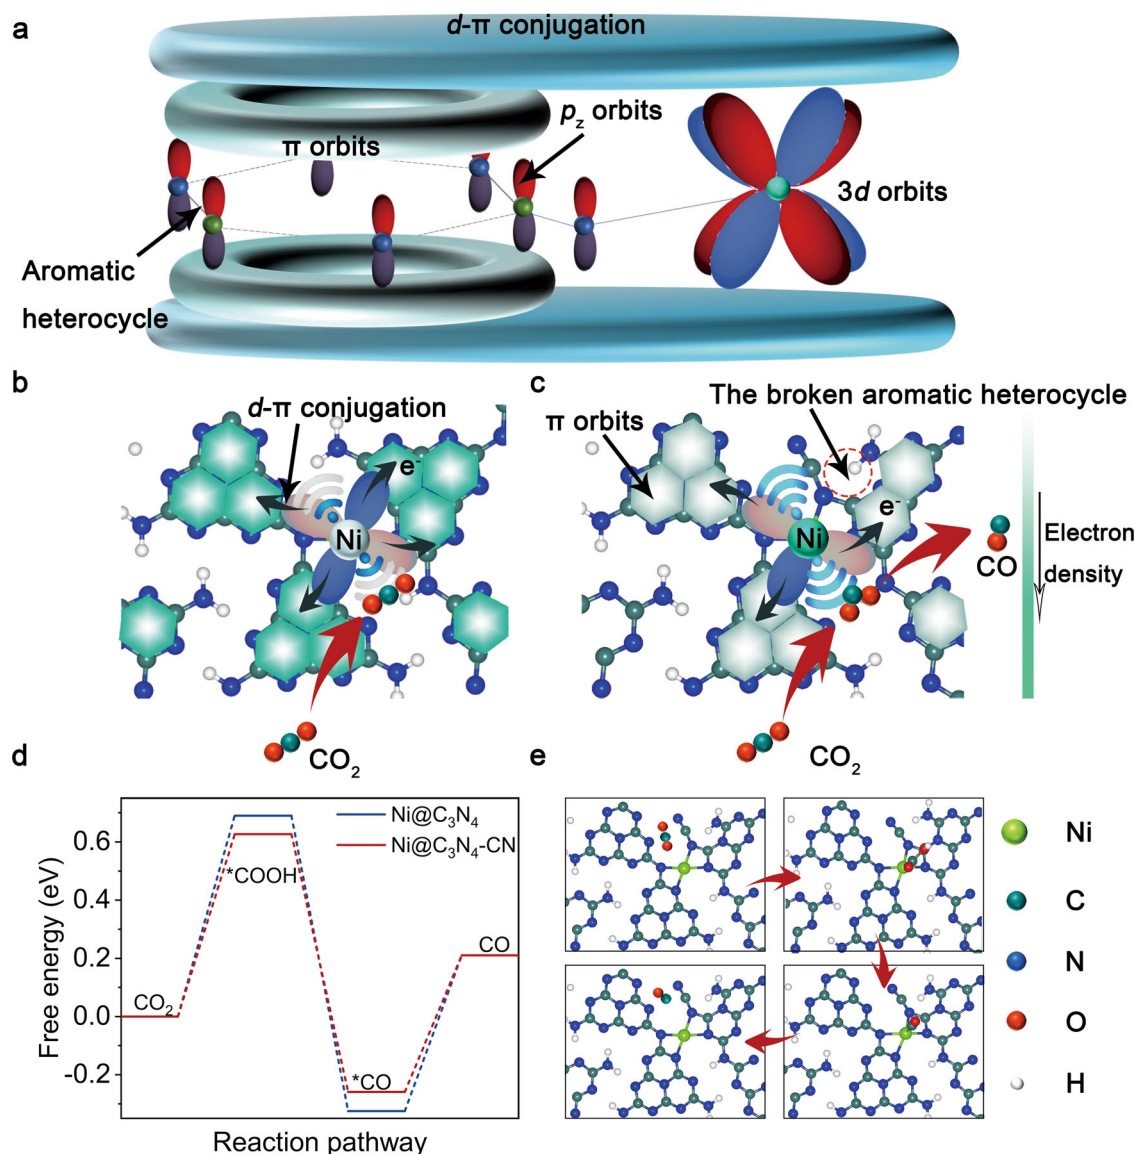 a
d-π conjugation
p_z orbits
π orbits
3d orbits
Aromatic
heterocycle
b
d-π conjugation
e⁻
Ni
CO₂
c
The broken aromatic heterocycle
π orbits
e⁻
Ni
CO
Electron
density
CO₂
d
Free energy (eV)
0.6
0.4
0.2
0.0
-0.2
Ni@C₃N₄
Ni@C₃N₄-CN
*COOH
CO
CO₂
*CO
Reaction pathway
e
Ni
C
N
O
H